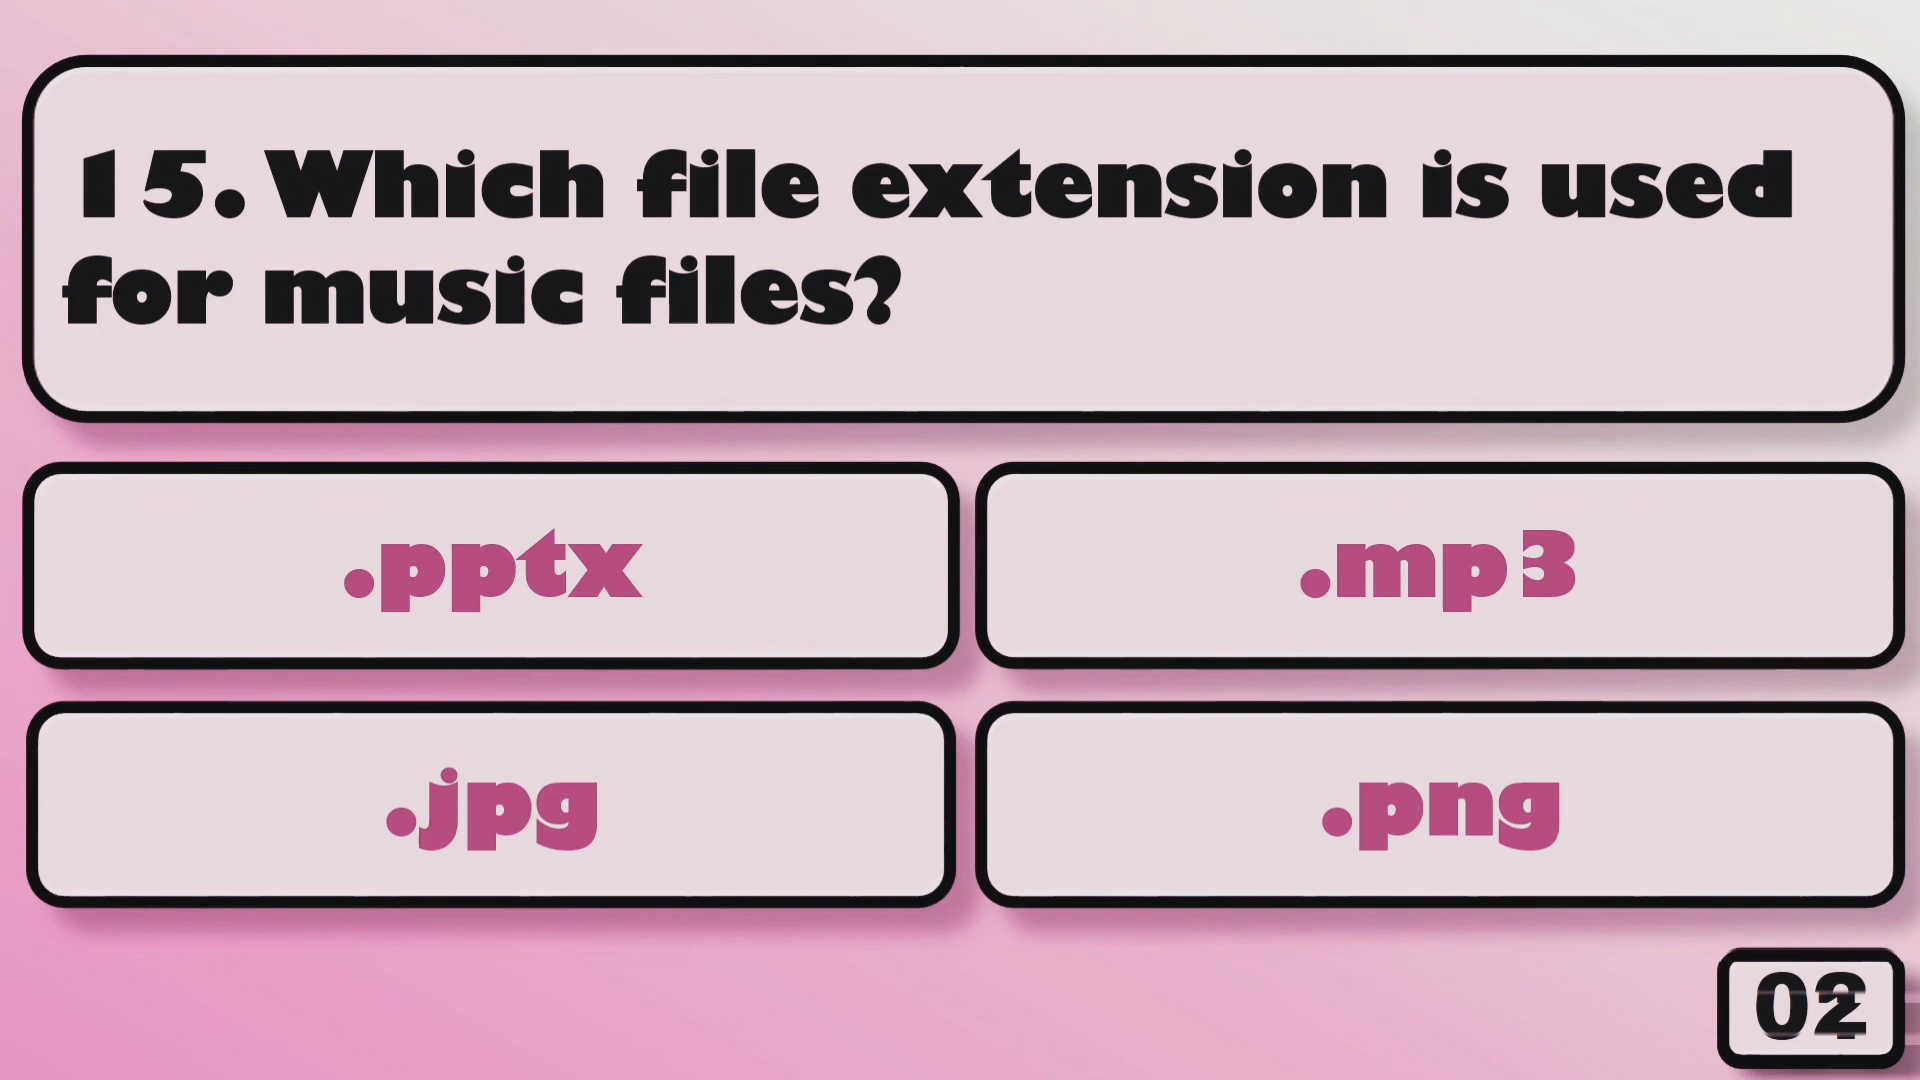 15. Which file extension is used
for music files?
.pptx
.mp3
.jpg
.png
02